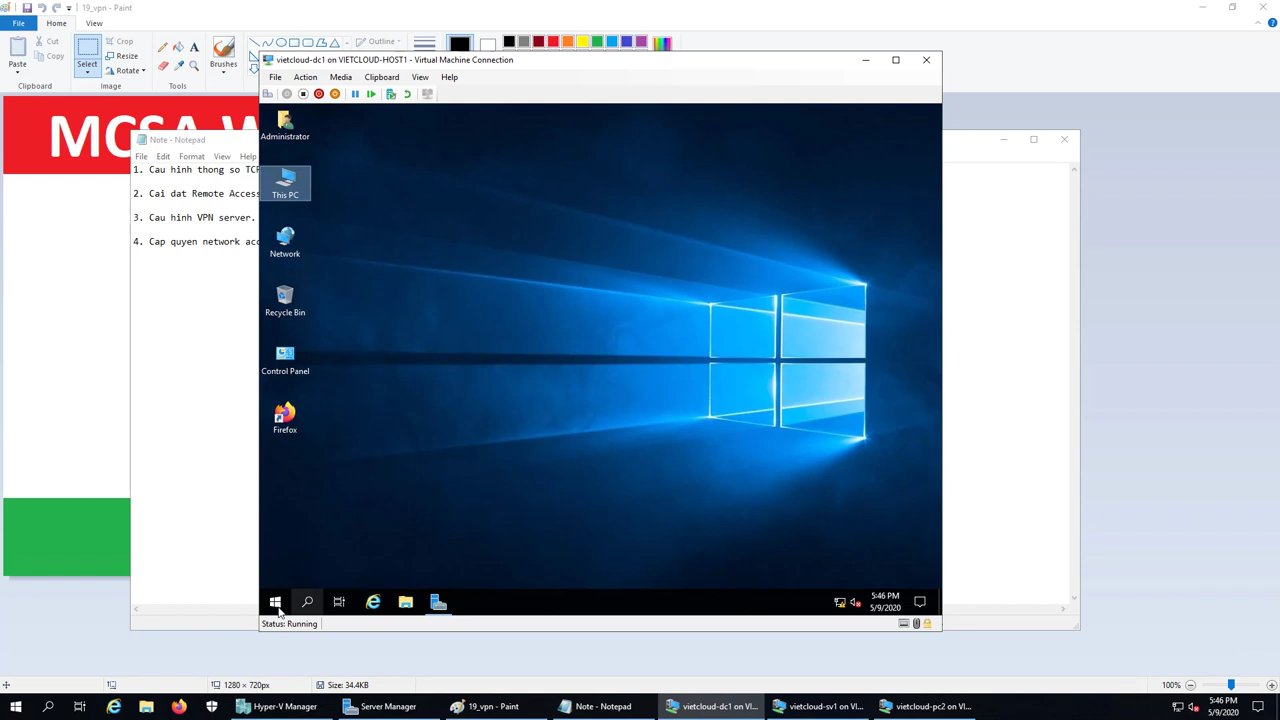 19_vpn - Paint
File
Home
View
Paste
Cut
Copy
Clipboard
Select
Crop
Resize
Rotate
Image
Tools
Brushes
Outline
MCSA W
Note - Notepad
File Edit Format View Help
1. Cau hinh thong so TCP
2. Cai dat Remote Access
3. Cau hinh VPN server.
4. Cap quyen network acc
vietcloud-dc1 on VIETCLOUD-HOST1 - Virtual Machine Connection
File Action Media Clipboard View Help
Administrator
This PC
Network
Recycle Bin
Control Panel
Firefox
5:46 PM
5/9/2020
Status: Running
1280 × 720px
Size: 34.4KB
100%
Hyper-V Manager
Server Manager
19_vpn - Paint
Note - Notepad
vietcloud-dc1 on VI...
vietcloud-sv1 on VI...
vietcloud-pc2 on VI...
5:46 PM
5/9/2020